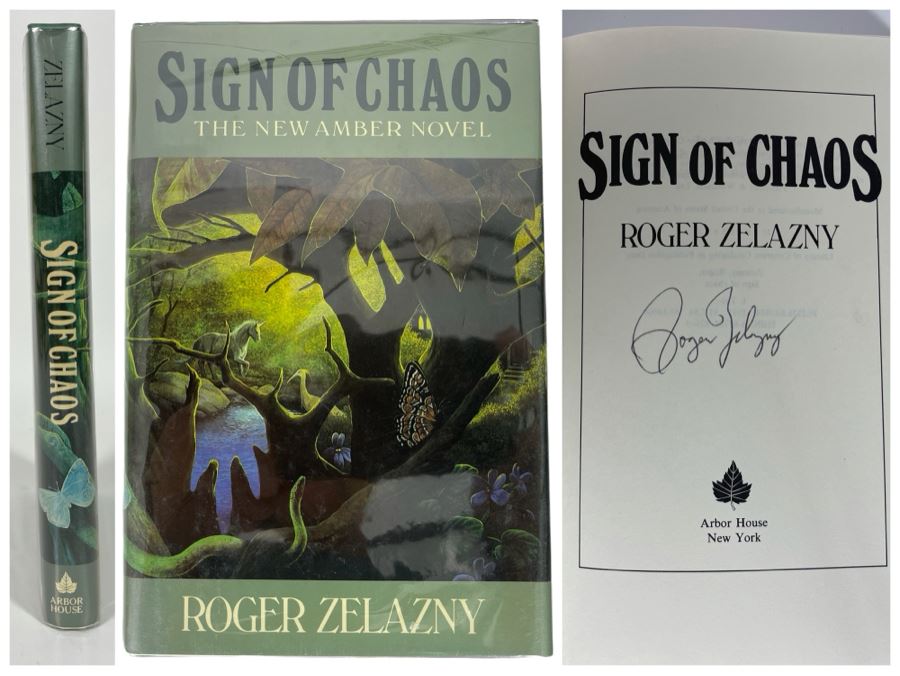 ZELAZNY
SIGN OF CHAOS
ARBOR
HOUSE
SIGN OF CHAOS
THE NEW AMBER NOVEL
ROGER ZELAZNY
SIGN OF CHAOS
ROGER ZELAZNY
Roger Zelazny
Arbor House
New York